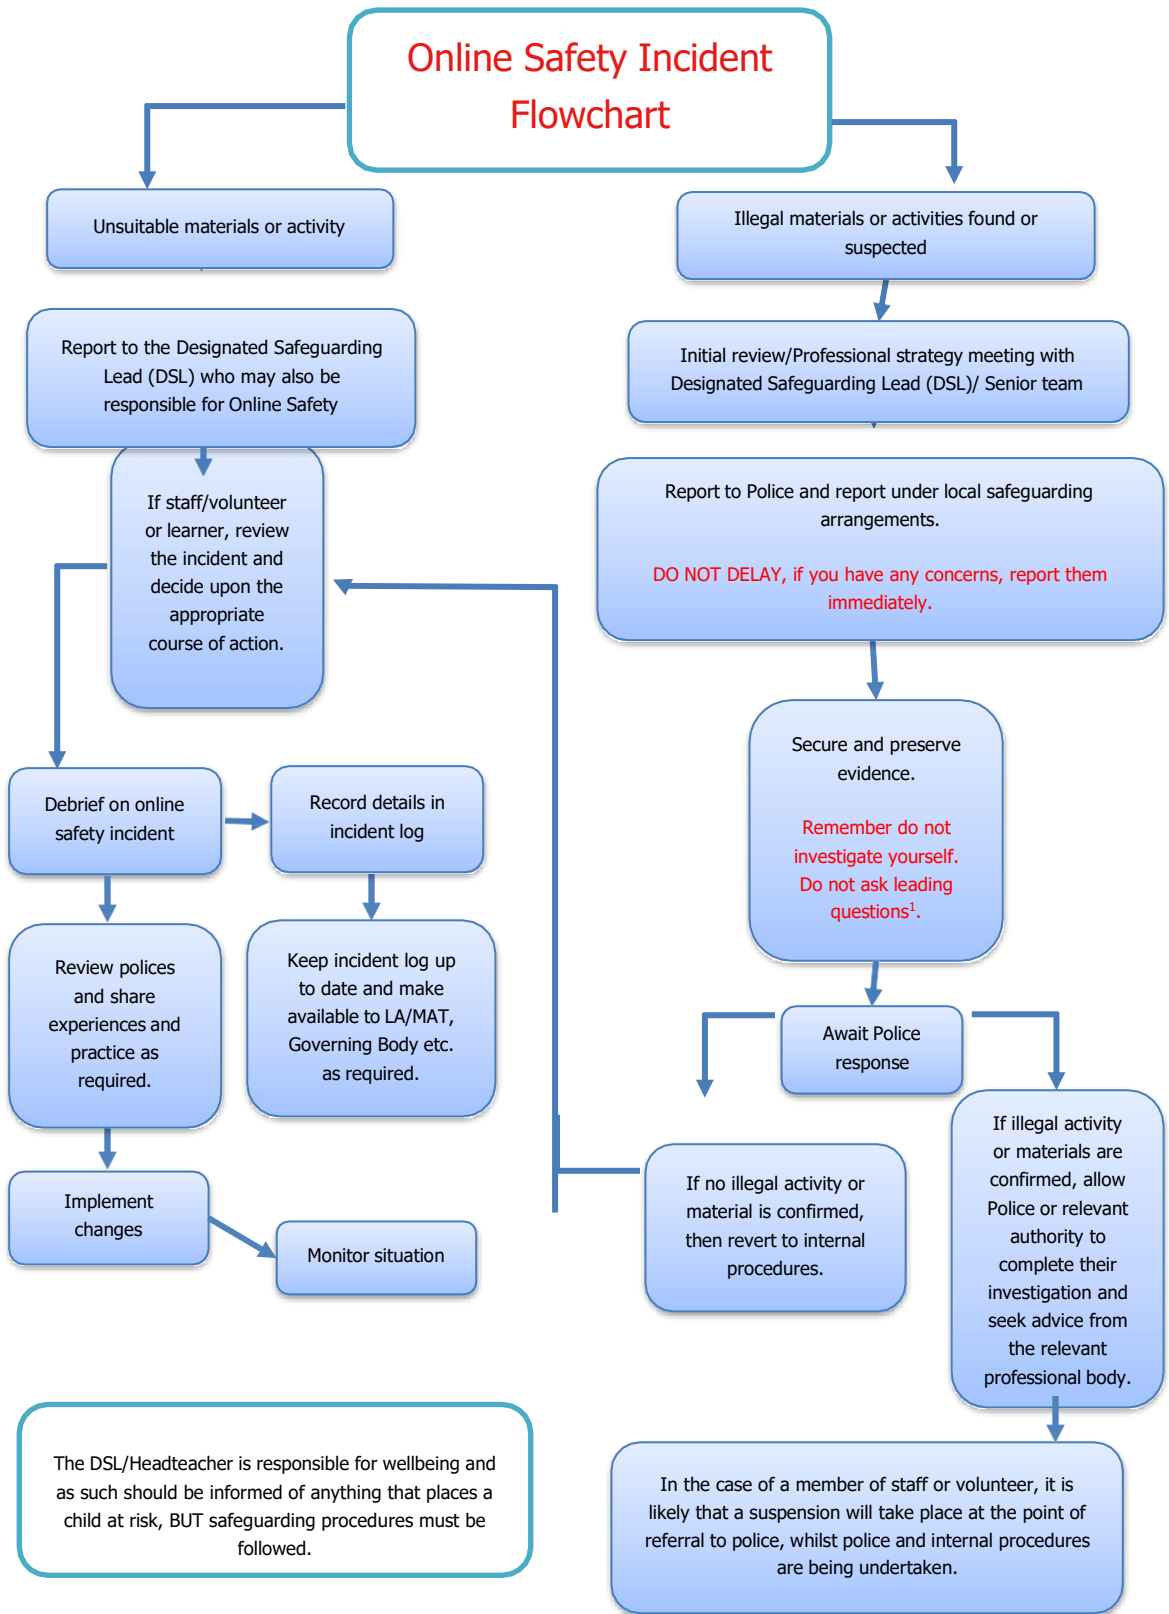 Online Safety Incident
Flowchart
Unsuitable materials or activity
Illegal materials or activities found or
suspected
Report to the Designated Safeguarding
Lead (DSL) who may also be
responsible for Online Safety
Initial review/Professional strategy meeting with
Designated Safeguarding Lead (DSL)/ Senior team
If staff/volunteer
or learner, review
the incident and
decide upon the
appropriate
course of action.
Report to Police and report under local safeguarding
arrangements.
DO NOT DELAY, if you have any concerns, report them
immediately.
Secure and preserve
evidence.
Remember do not
investigate yourself.
Do not ask leading
questions¹.
Debrief on online
safety incident
Record details in
incident log
Review polices
and share
experiences and
practice as
required.
Keep incident log up
to date and make
available to LA/MAT,
Governing Body etc.
as required.
Await Police
response
Implement
changes
Monitor situation
If no illegal activity or
material is confirmed,
then revert to internal
procedures.
If illegal activity
or materials are
confirmed, allow
Police or relevant
authority to
complete their
investigation and
seek advice from
the relevant
professional body.
The DSL/Headteacher is responsible for wellbeing and
as such should be informed of anything that places a
child at risk, BUT safeguarding procedures must be
followed.
In the case of a member of staff or volunteer, it is
likely that a suspension will take place at the point of
referral to police, whilst police and internal procedures
are being undertaken.